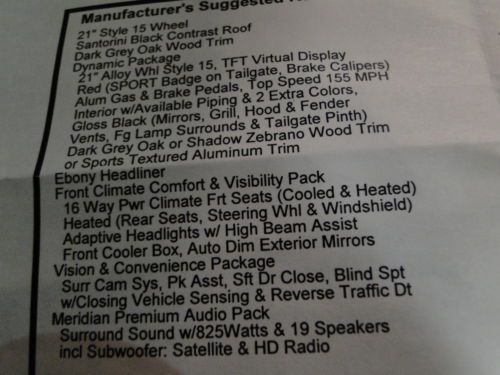 Manufacturer's Suggested
21" Style 15 Wheel
Santorini Black Contrast Roof
Dark Grey Oak Wood Trim
Dynamic Package
21" Alloy Whl Style 15, TFT Virtual Display
Red (SPORT Badge on Tailgate, Brake Calipers)
Alum Gas & Brake Pedals, Top Speed 155 MPH
Interior w/Available Piping & 2 Extra Colors,
Gloss Black (Mirrors, Grill, Hood & Fender
Vents, Fg Lamp Surrounds & Tailgate Pinth)
Dark Grey Oak or Shadow Zebrano Wood Trim
or Sports Textured Aluminum Trim
Ebony Headliner
Front Climate Comfort & Visibility Pack
16 Way Pwr Climate Frt Seats (Cooled & Heated)
Heated (Rear Seats, Steering Whl & Windshield)
Adaptive Headlights w/ High Beam Assist
Front Cooler Box, Auto Dim Exterior Mirrors
Vision & Convenience Package
Surr Cam Sys, Pk Asst, Sft Dr Close, Blind Spt
w/Closing Vehicle Sensing & Reverse Traffic Dt
Meridian Premium Audio Pack
Surround Sound w/825Watts & 19 Speakers
incl Subwoofer: Satellite & HD Radio